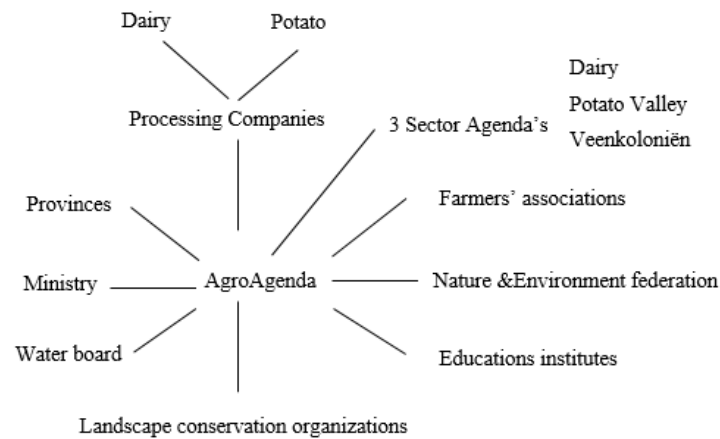 Dairy
Potato
Dairy
Potato Valley
Veenkoloniën
Processing Companies
3 Sector Agenda’s
Provinces
Farmers’ associations
Ministry
AgroAgenda
Nature &Environment federation
Water board
Educations institutes
Landscape conservation organizations